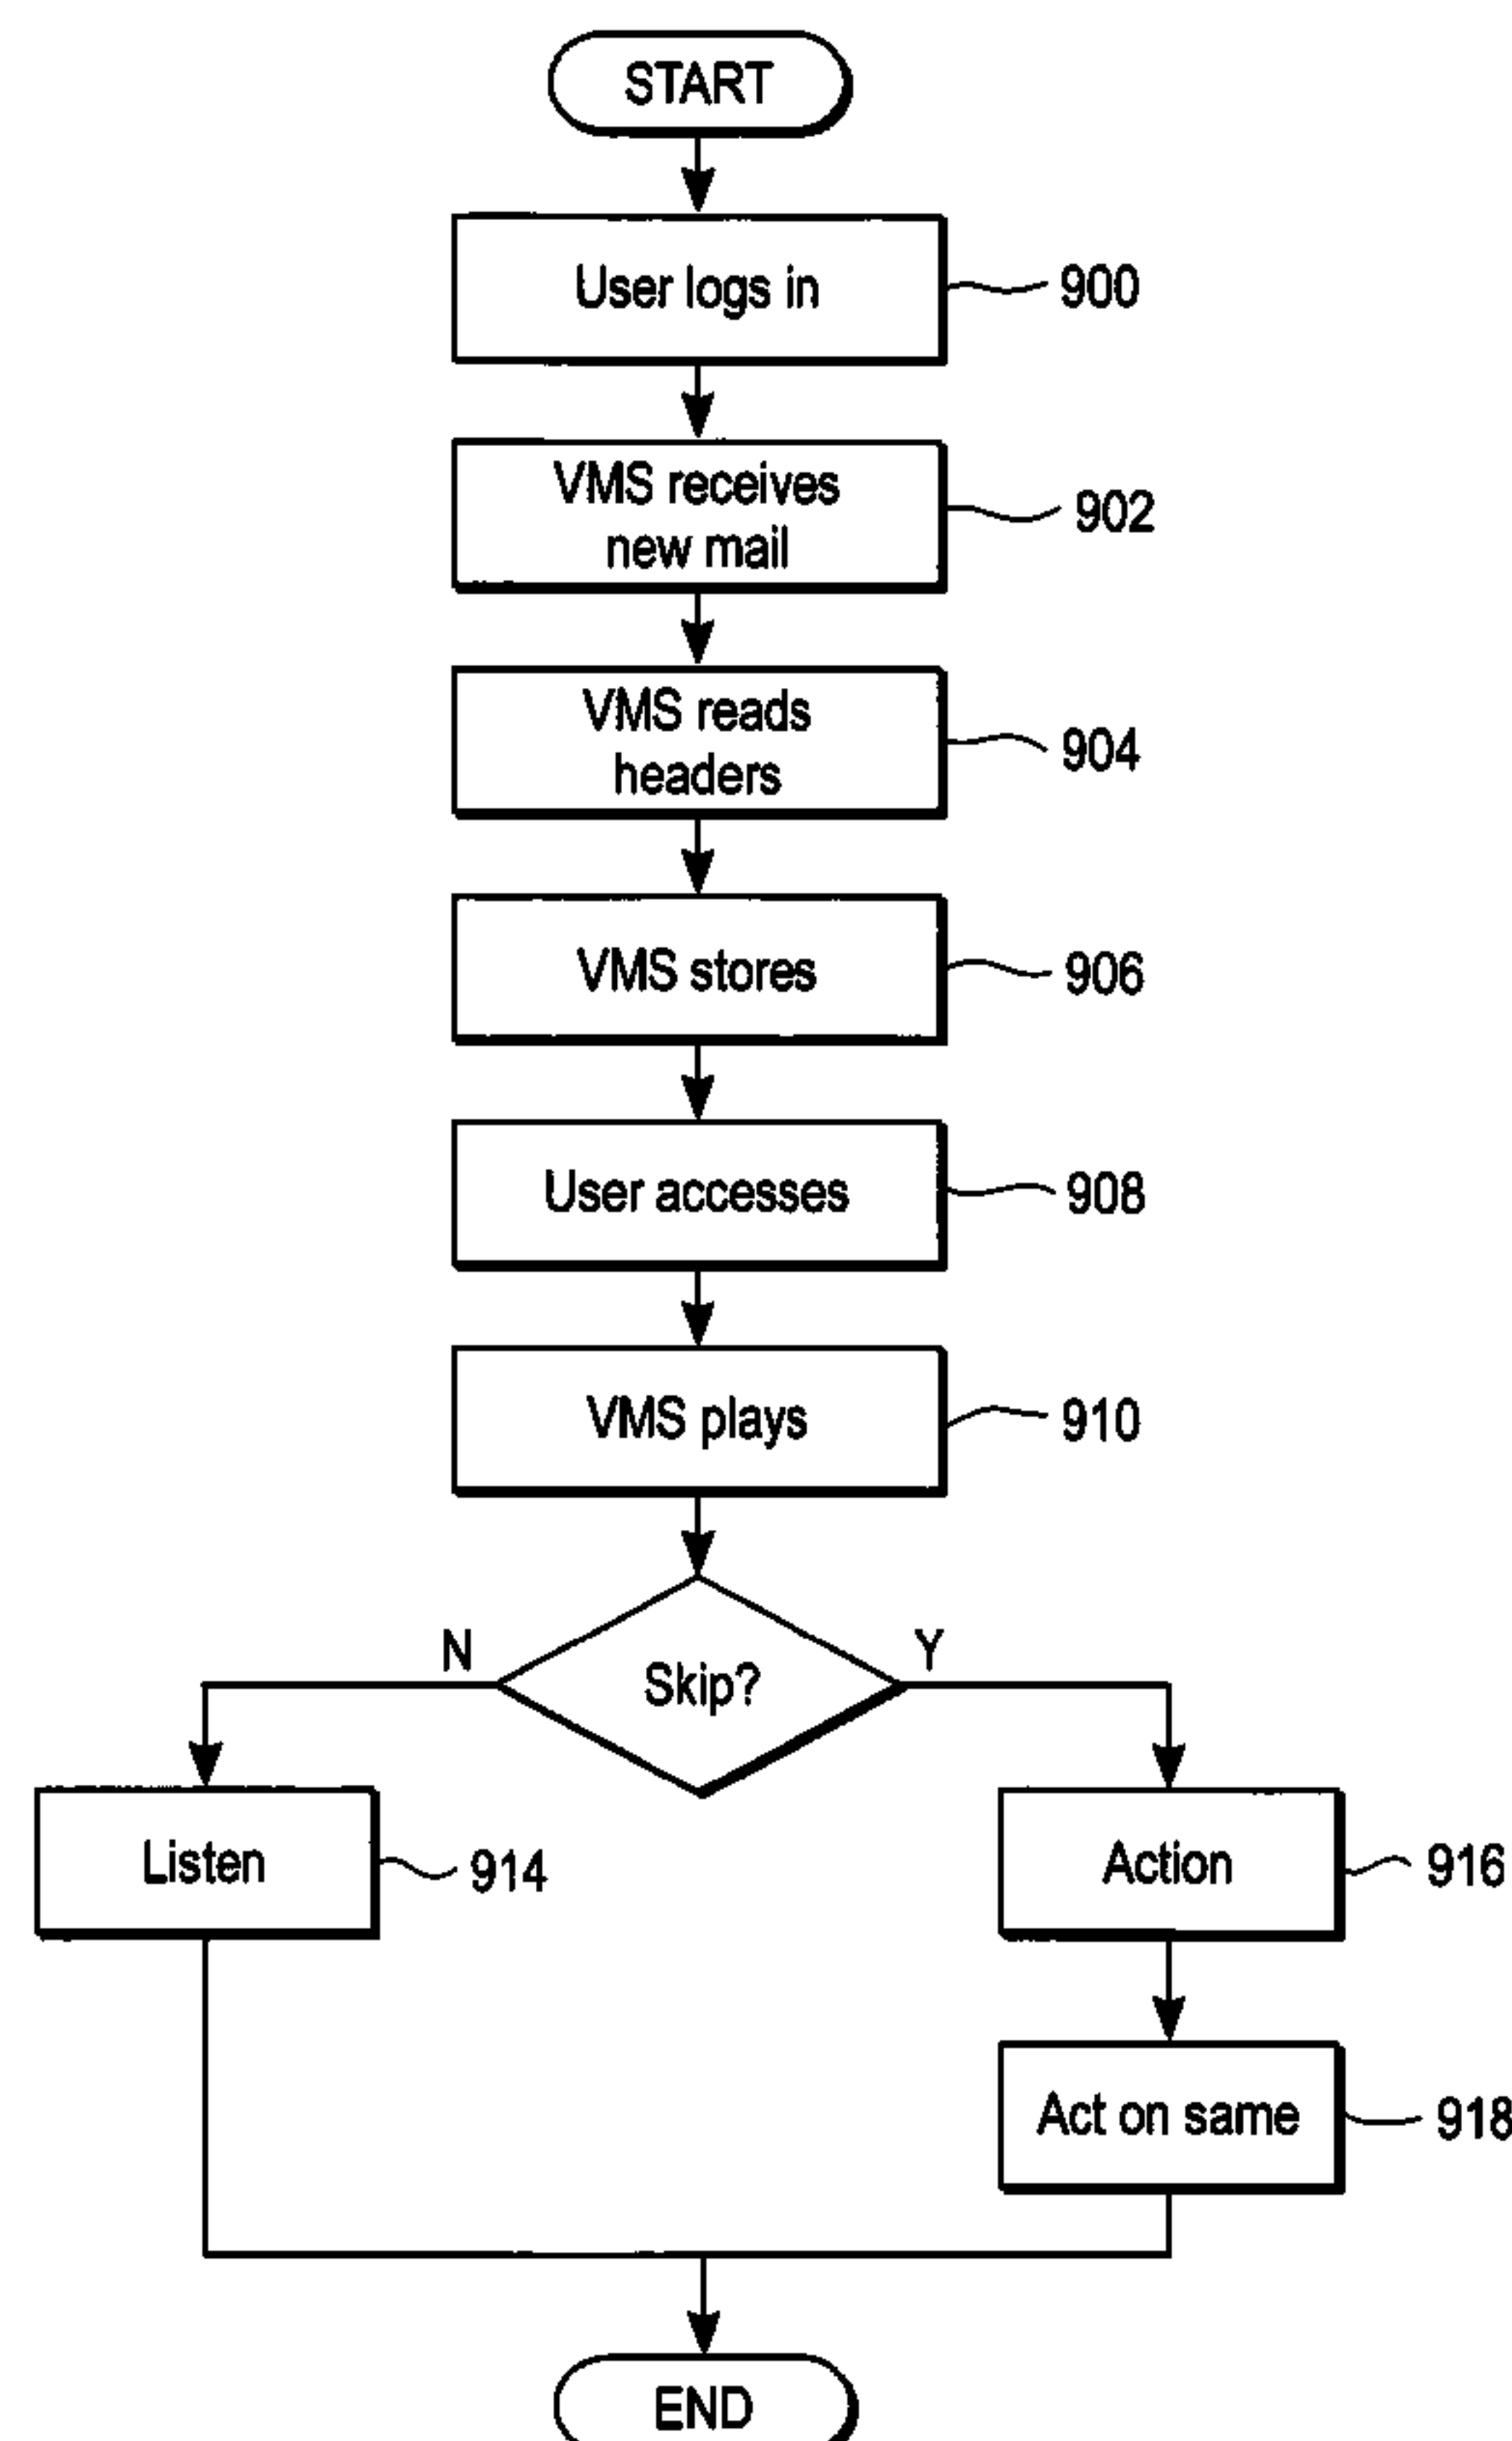 START
User logs in
900
VMS receives
new mail
902
VMS reads
headers
904
VMS stores
906
User accesses
908
VMS plays
910
N
Y
Skip?
Listen
914
Action
916
Act on same
918
END